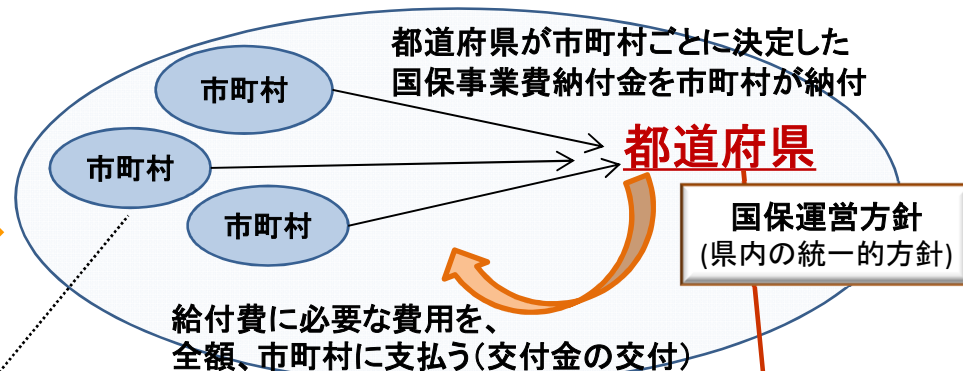 都道府県が市町村ごとに決定した
国保事業費納付金を市町村が納付
市町村
市町村
市町村
都道府県
国保運営方針
(県内の統一的方針)
給付費に必要な費用を、
全額、市町村に支払う(交付金の交付)